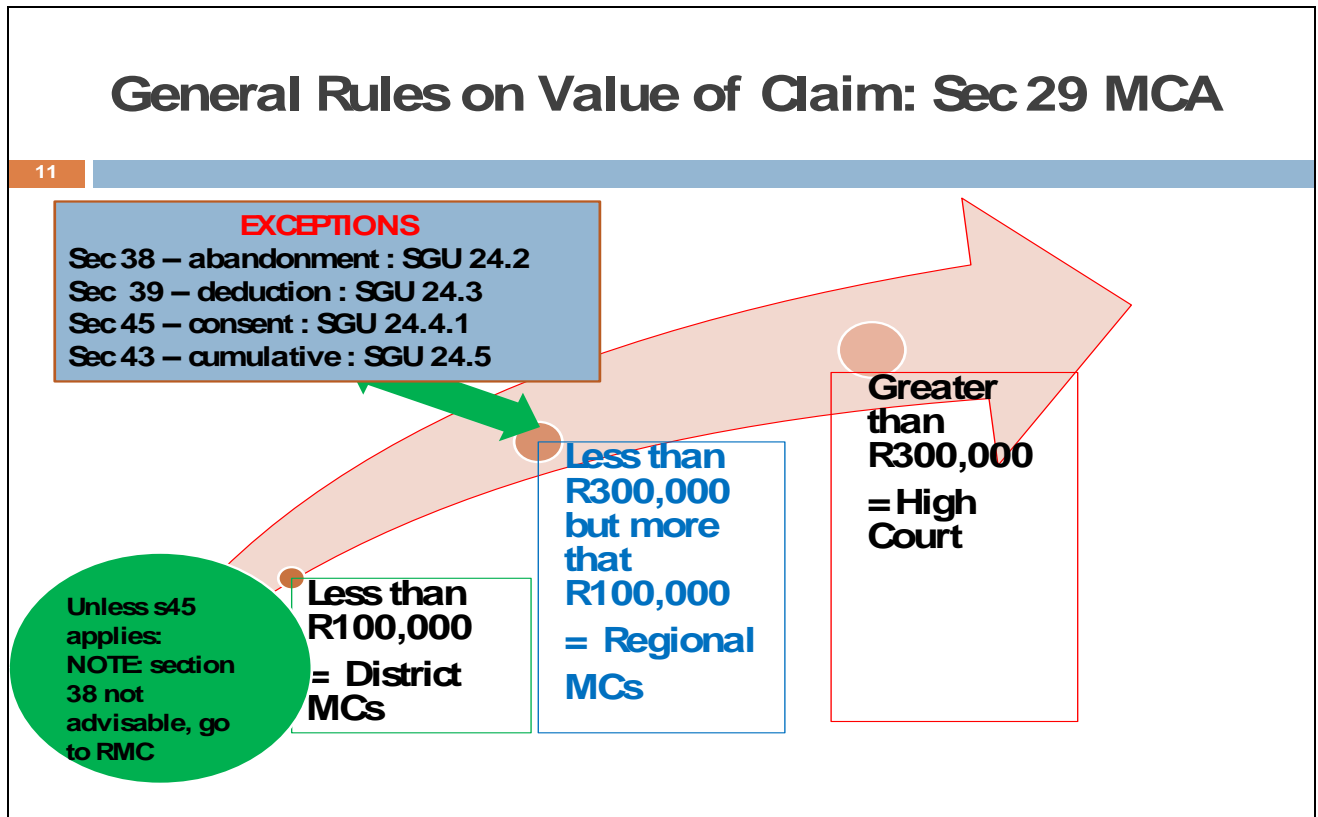 General Rules on Value of Claim: Sec 29 MCA
11
EXCEPTIONS
Sec 38 – abandonment : SGU 24.2
Sec 39 – deduction : SGU 24.3
Sec 45 – consent : SGU 24.4.1
Sec 43 – cumulative : SGU 24.5
Unless s45
applies:
NOTE: section
38 not
advisable, go
to RMC
Less than
R100,000
= District
MCs
Less than
R300,000
but more
that
R100,000
= Regional
MCs
Greater
than
R300,000
= High
Court